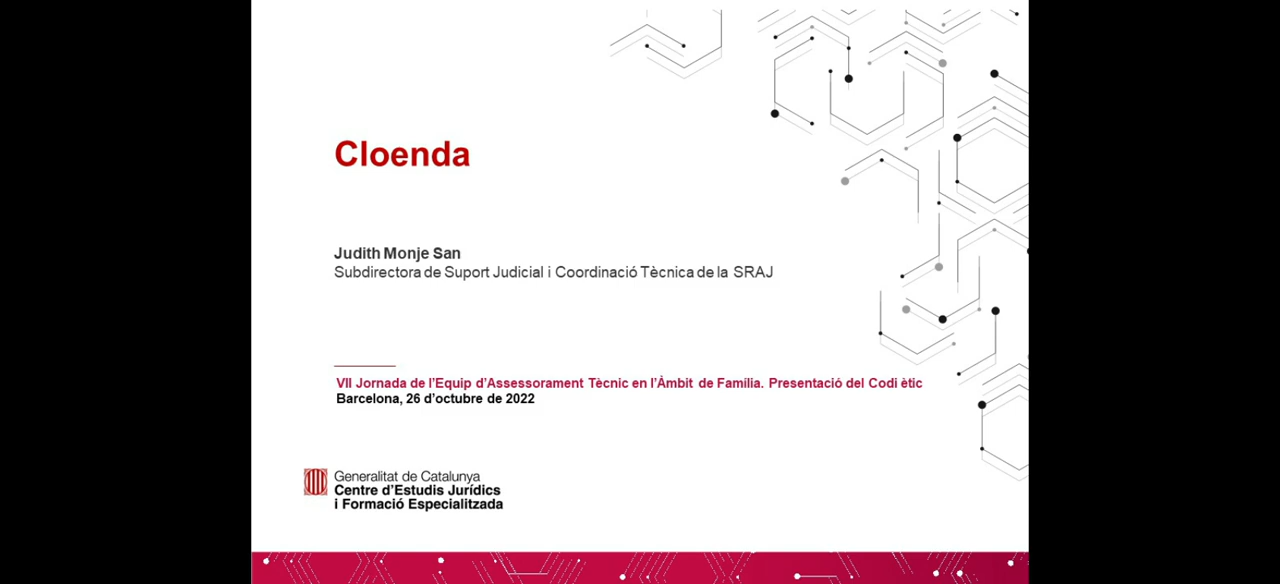 Cloenda
Judith Monje San
Subdirectora de Suport Judicial i Coordinació Tècnica de la SRAJ
VII Jornada de l’Equip d’Assessorament Tècnic en l’Àmbit de Família. Presentació del Codi ètic
Barcelona, 26 d’octubre de 2022
Generalitat de Catalunya
Centre d’Estudis Jurídics
i Formació Especialitzada